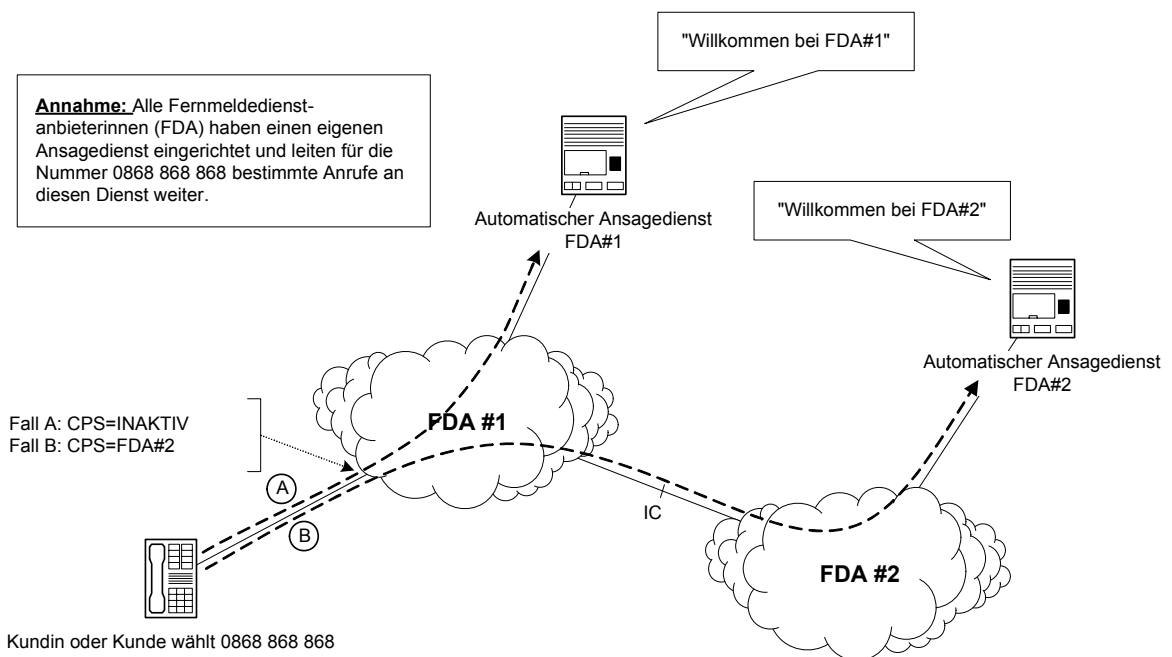 "Willkommen bei FDA#1"
Annahme: Alle Fernmeldedienst-
anbieterinnen (FDA) haben einen eigenen
Ansagedienst eingerichtet und leiten für die
Nummer 0868 868 868 bestimmte Anrufe an
diesen Dienst weiter.
"Willkommen bei FDA#2"
Automatischer Ansagedienst
FDA#1
Automatischer Ansagedienst
FDA#2
Fall A: CPS=INAKTIV
Fall B: CPS=FDA#2
FDA #1
A
B
IC
FDA #2
Kundin oder Kunde wählt 0868 868 868